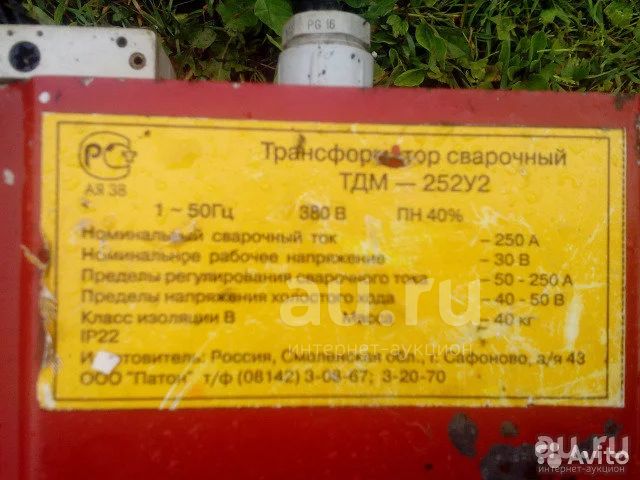 PG 16
Трансформатор сварочный
РС
АЯ 38
ТДМ — 252У2
1 ~ 50Гц 380 В ПН 40%
Номинальный сварочный ток – 250 А
Номинальное рабочее напряжение – 30 В
Пределы регулирования сварочного тока – 50 - 250 А
Пределы напряжения холостого хода – 40 - 50 В
Класс изоляции В Масса – 40 кг
IP22
Изготовитель: Россия, Смоленская обл., г. Сафоново, а/я 43
ООО "Патон" т/ф (08142) 3-08-67; 3-20-70
au.ru
интернет-аукцион
au.ru
Avito
интернет-аукцион